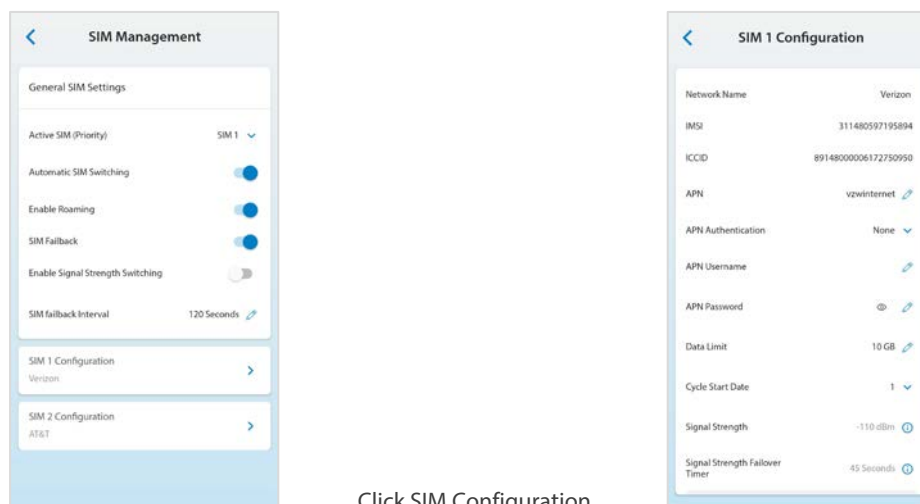 SIM Management
General SIM Settings
Active SIM (Priority) SIM 1
Automatic SIM Switching
Enable Roaming
SIM Failback
Enable Signal Strength Switching
SIM failback Interval 120 Seconds
SIM 1 Configuration
Verizon
SIM 2 Configuration
AT&T
Click SIM Configuration
SIM 1 Configuration
Network Name Verizon
IMSI 311480597195894
ICCID 89148000006172750950
APN vzwinternet
APN Authentication None
APN Username
APN Password
Data Limit 10 GB
Cycle Start Date 1
Signal Strength -110 dBm
Signal Strength Failover
Timer 45 Seconds